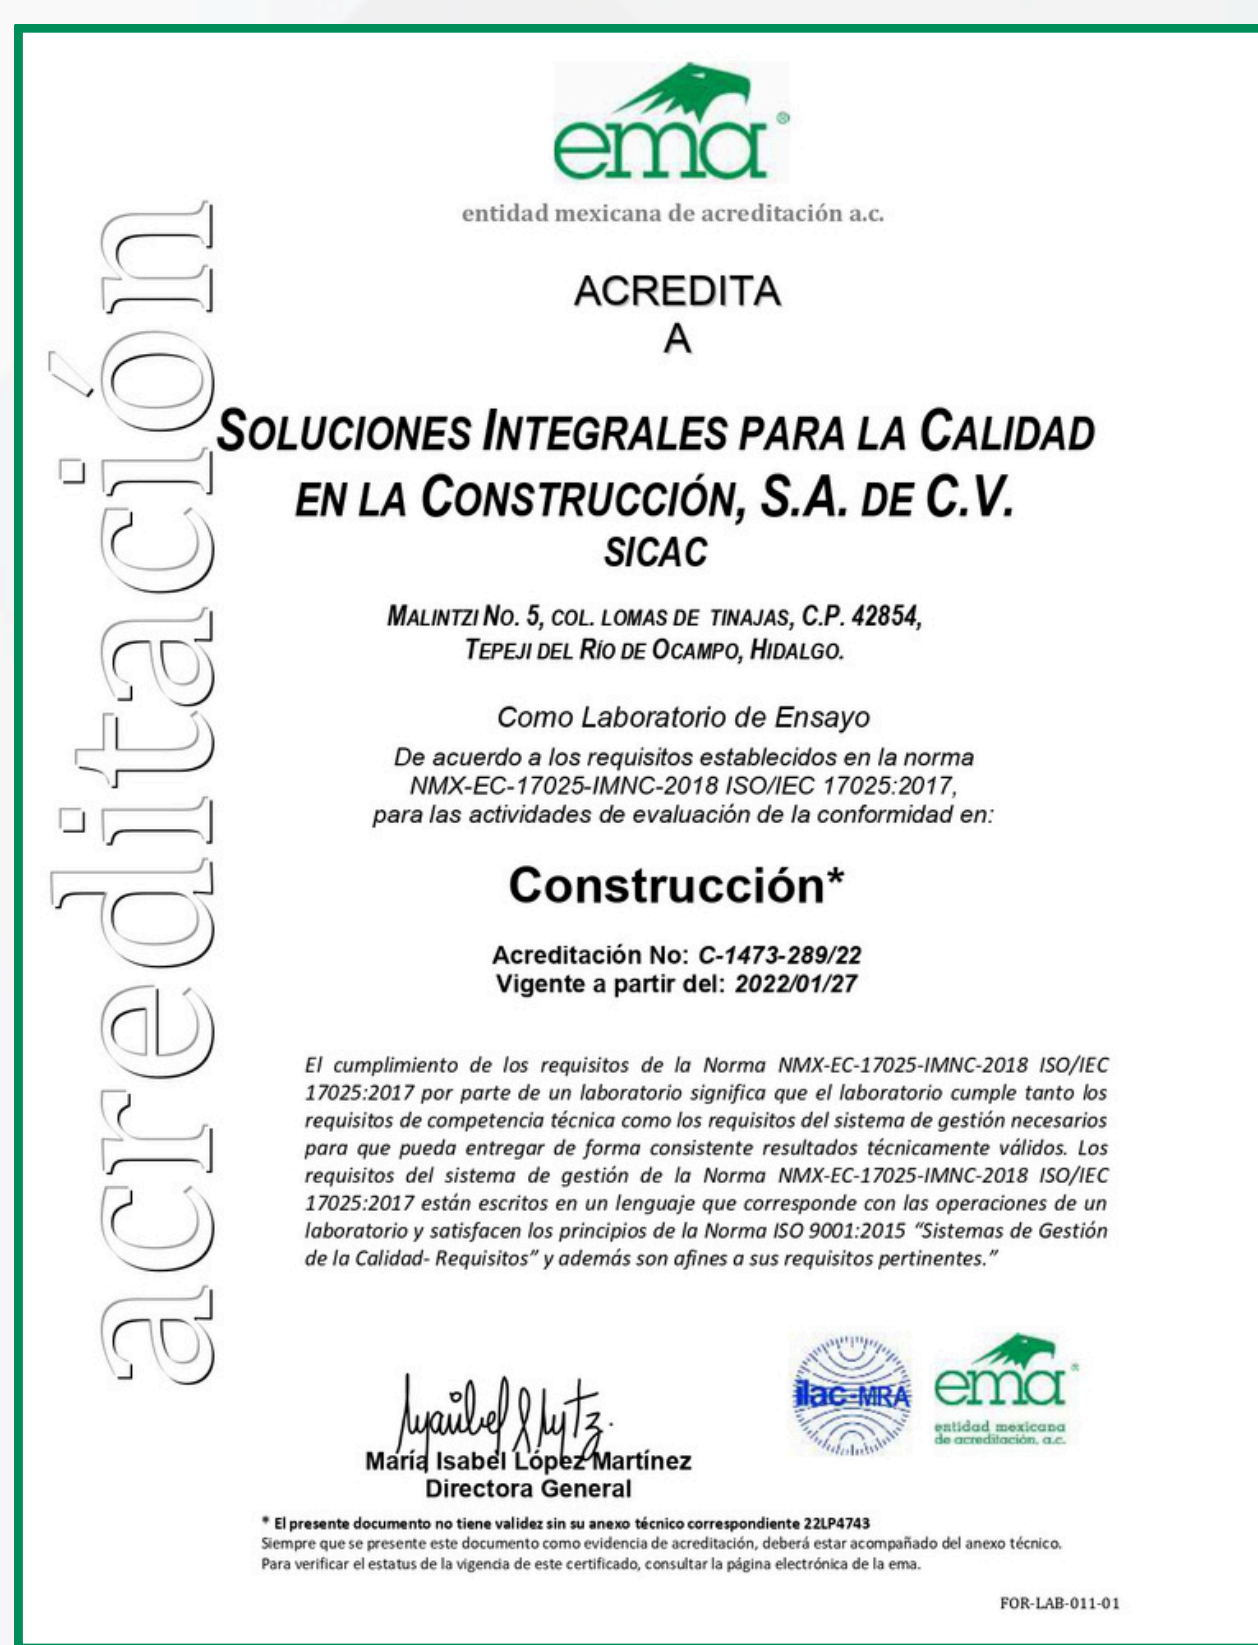 ema®
entidad mexicana de acreditación a.c.
acreditación
ACREDITA
A
SOLUCIONES INTEGRALES PARA LA CALIDAD
EN LA CONSTRUCCIÓN, S.A. DE C.V.
SICAC
MALINTZI NO. 5, COL. LOMAS DE TINAJAS, C.P. 42854,
TEPEJI DEL RÍO DE OCAMPO, HIDALGO.
Como Laboratorio de Ensayo
De acuerdo a los requisitos establecidos en la norma
NMX-EC-17025-IMNC-2018 ISO/IEC 17025:2017,
para las actividades de evaluación de la conformidad en:
Construcción*
Acreditación No: C-1473-289/22
Vigente a partir del: 2022/01/27
El cumplimiento de los requisitos de la Norma NMX-EC-17025-IMNC-2018 ISO/IEC
17025:2017 por parte de un laboratorio significa que el laboratorio cumple tanto los
requisitos de competencia técnica como los requisitos del sistema de gestión necesarios
para que pueda entregar de forma consistente resultados técnicamente válidos. Los
requisitos del sistema de gestión de la Norma NMX-EC-17025-IMNC-2018 ISO/IEC
17025:2017 están escritos en un lenguaje que corresponde con las operaciones de un
laboratorio y satisfacen los principios de la Norma ISO 9001:2015 “Sistemas de Gestión
de la Calidad- Requisitos” y además son afines a sus requisitos pertinentes.”
ilac-MRA
ema®
entidad mexicana
de acreditación, a.c.
María Isabel López Martínez
Directora General
* El presente documento no tiene validez sin su anexo técnico correspondiente 22LP4743
Siempre que se presente este documento como evidencia de acreditación, deberá estar acompañado del anexo técnico.
Para verificar el estatus de la vigencia de este certificado, consultar la página electrónica de la ema.
FOR-LAB-011-01